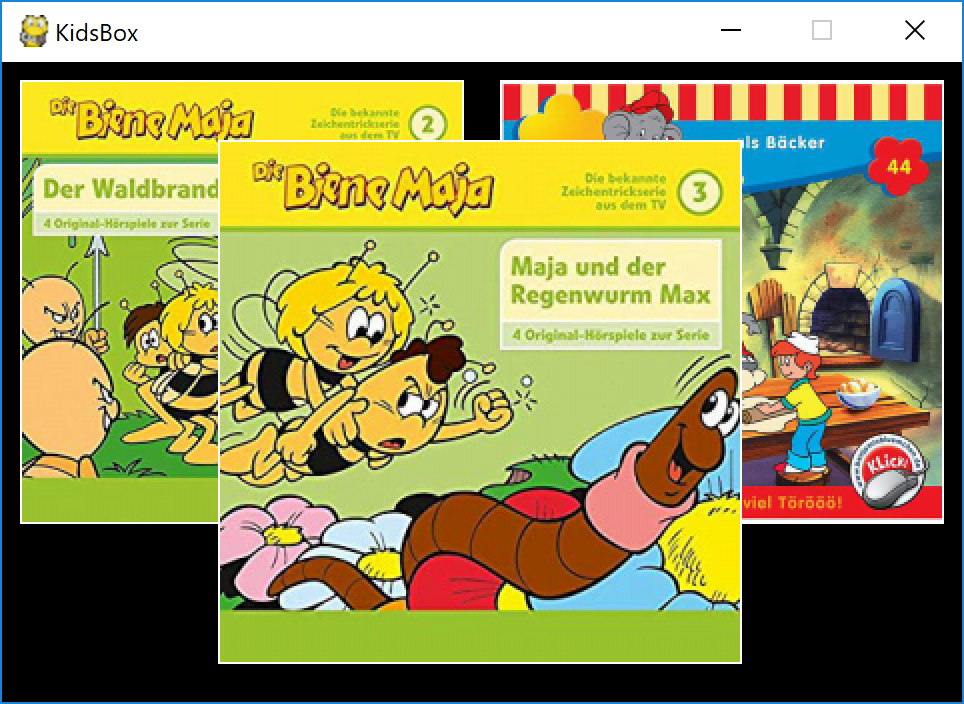 KidsBox
Die
Biene Maja
Die bekannte
Zeichentrickserie
aus dem TV
2
Der Waldbrand
4 Original-Hörspiele zur Serie
Die
Biene Maja
Die bekannte
Zeichentrickserie
aus dem TV
3
Maja und der
Regenwurm Max
4 Original-Hörspiele zur Serie
als Bäcker
44
KLICK!
viel Törööö!